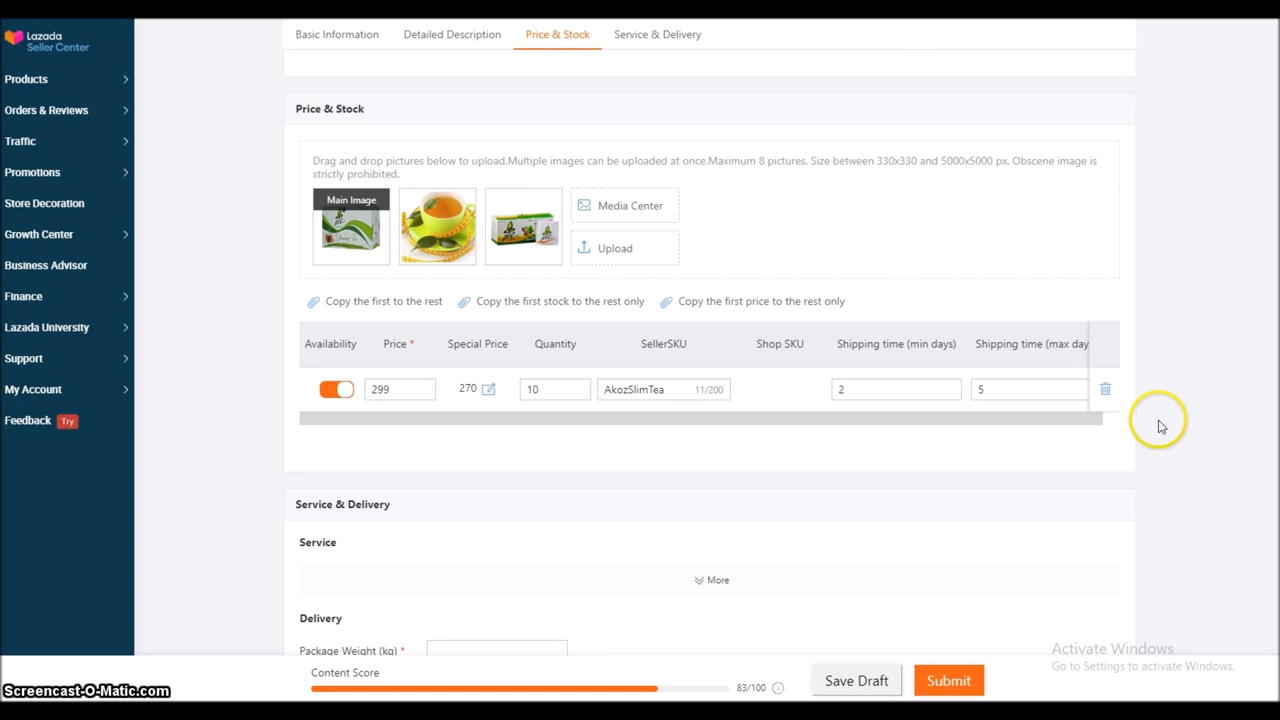 Lazada
Seller Center
Products
Orders & Reviews
Traffic
Promotions
Store Decoration
Growth Center
Business Advisor
Finance
Lazada University
Support
My Account
Feedback Try
Basic Information Detailed Description Price & Stock Service & Delivery
Price & Stock
Drag and drop pictures below to upload.Multiple images can be uploaded at once.Maximum 8 pictures. Size between 330x330 and 5000x5000 px. Obscene image is
strictly prohibited.
Main Image
Media Center
Upload
Copy the first to the rest Copy the first stock to the rest only Copy the first price to the rest only
Availability Price * Special Price Quantity SellerSKU Shop SKU Shipping time (min days) Shipping time (max day
299 270 10 AkozSlimTea 11/200 2 5
Service & Delivery
Service
More
Delivery
Package Weight (kg) *
Activate Windows
Go to Settings to activate Windows.
Content Score
83/100
Save Draft Submit
Screencast-O-Matic.com